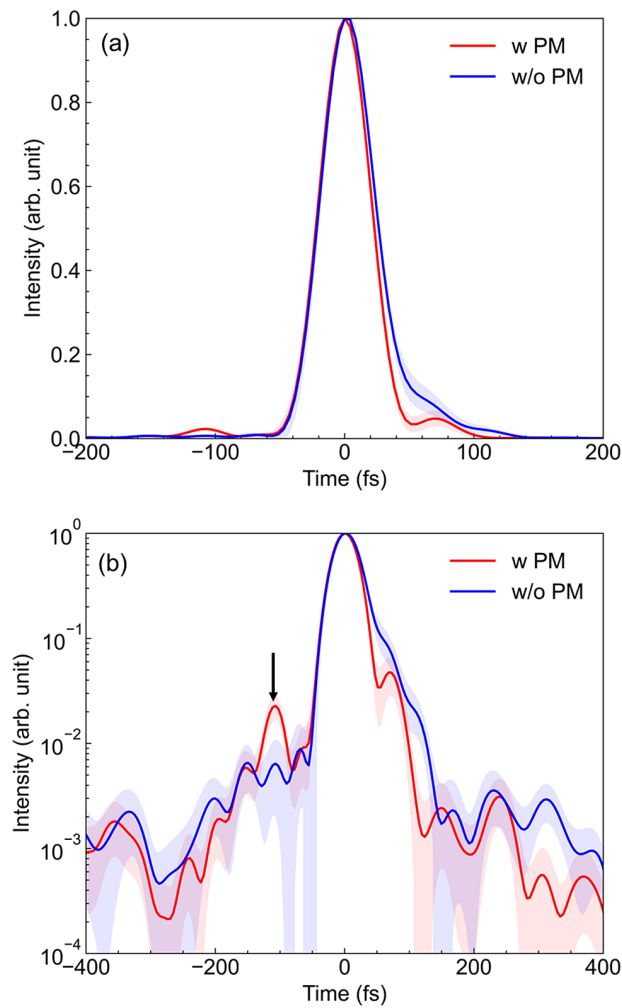 (a)
w PM
w/o PM
Intensity (arb. unit)
1.0
0.8
0.6
0.4
0.2
0.0
−200
−100
0
100
200
Time (fs)
(b)
w PM
w/o PM
Intensity (arb. unit)
10⁰
10⁻¹
10⁻²
10⁻³
10⁻⁴
−400
−200
0
200
400
Time (fs)